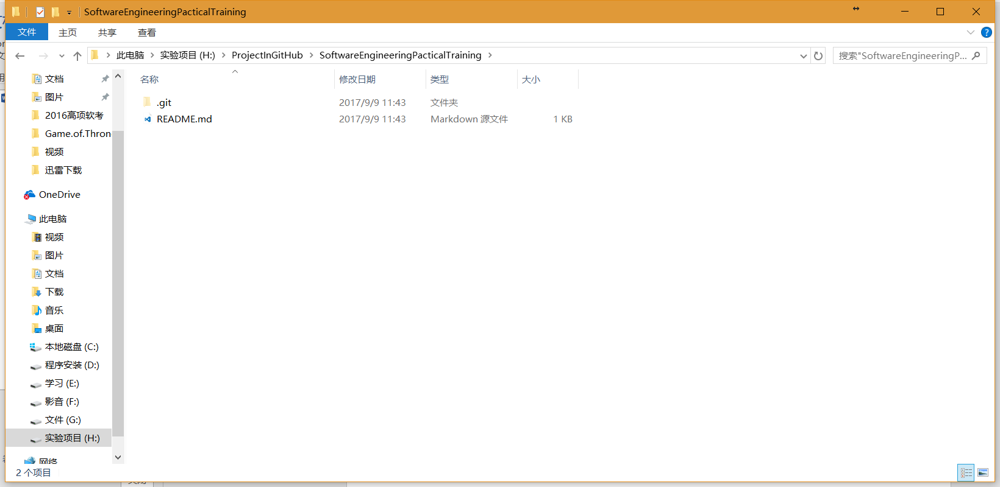 SoftwareEngineeringPacticalTraining
文件 主页 共享 查看
此电脑 实验项目 (H:) ProjectInGitHub SoftwareEngineeringPacticalTraining
搜索"SoftwareEngineeringP...
名称 修改日期 类型 大小
.git 2017/9/9 11:43 文件夹
README.md 2017/9/9 11:43 Markdown 源文件 1 KB
文档
图片
2016高项软考
Game.of.Thron
视频
迅雷下载
OneDrive
此电脑
视频
图片
文档
下载
音乐
桌面
本地磁盘 (C:)
程序安装 (D:)
学习 (E:)
影音 (F:)
文件 (G:)
实验项目 (H:)
网络
2 个项目